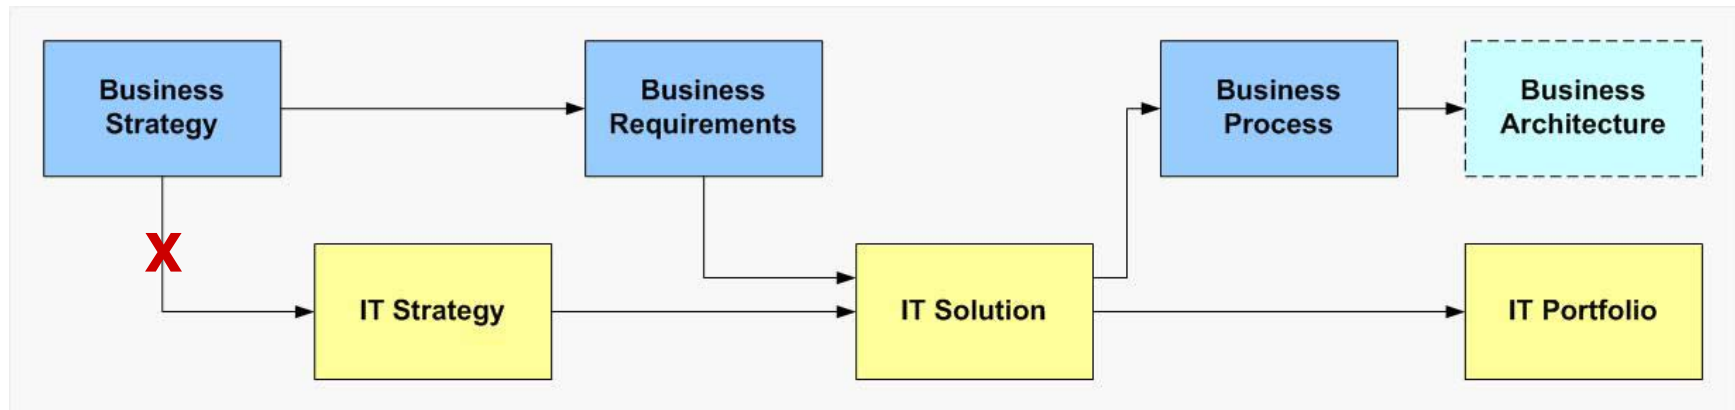 Business
Strategy
Business
Requirements
Business
Process
Business
Architecture
X
IT Strategy
IT Solution
IT Portfolio